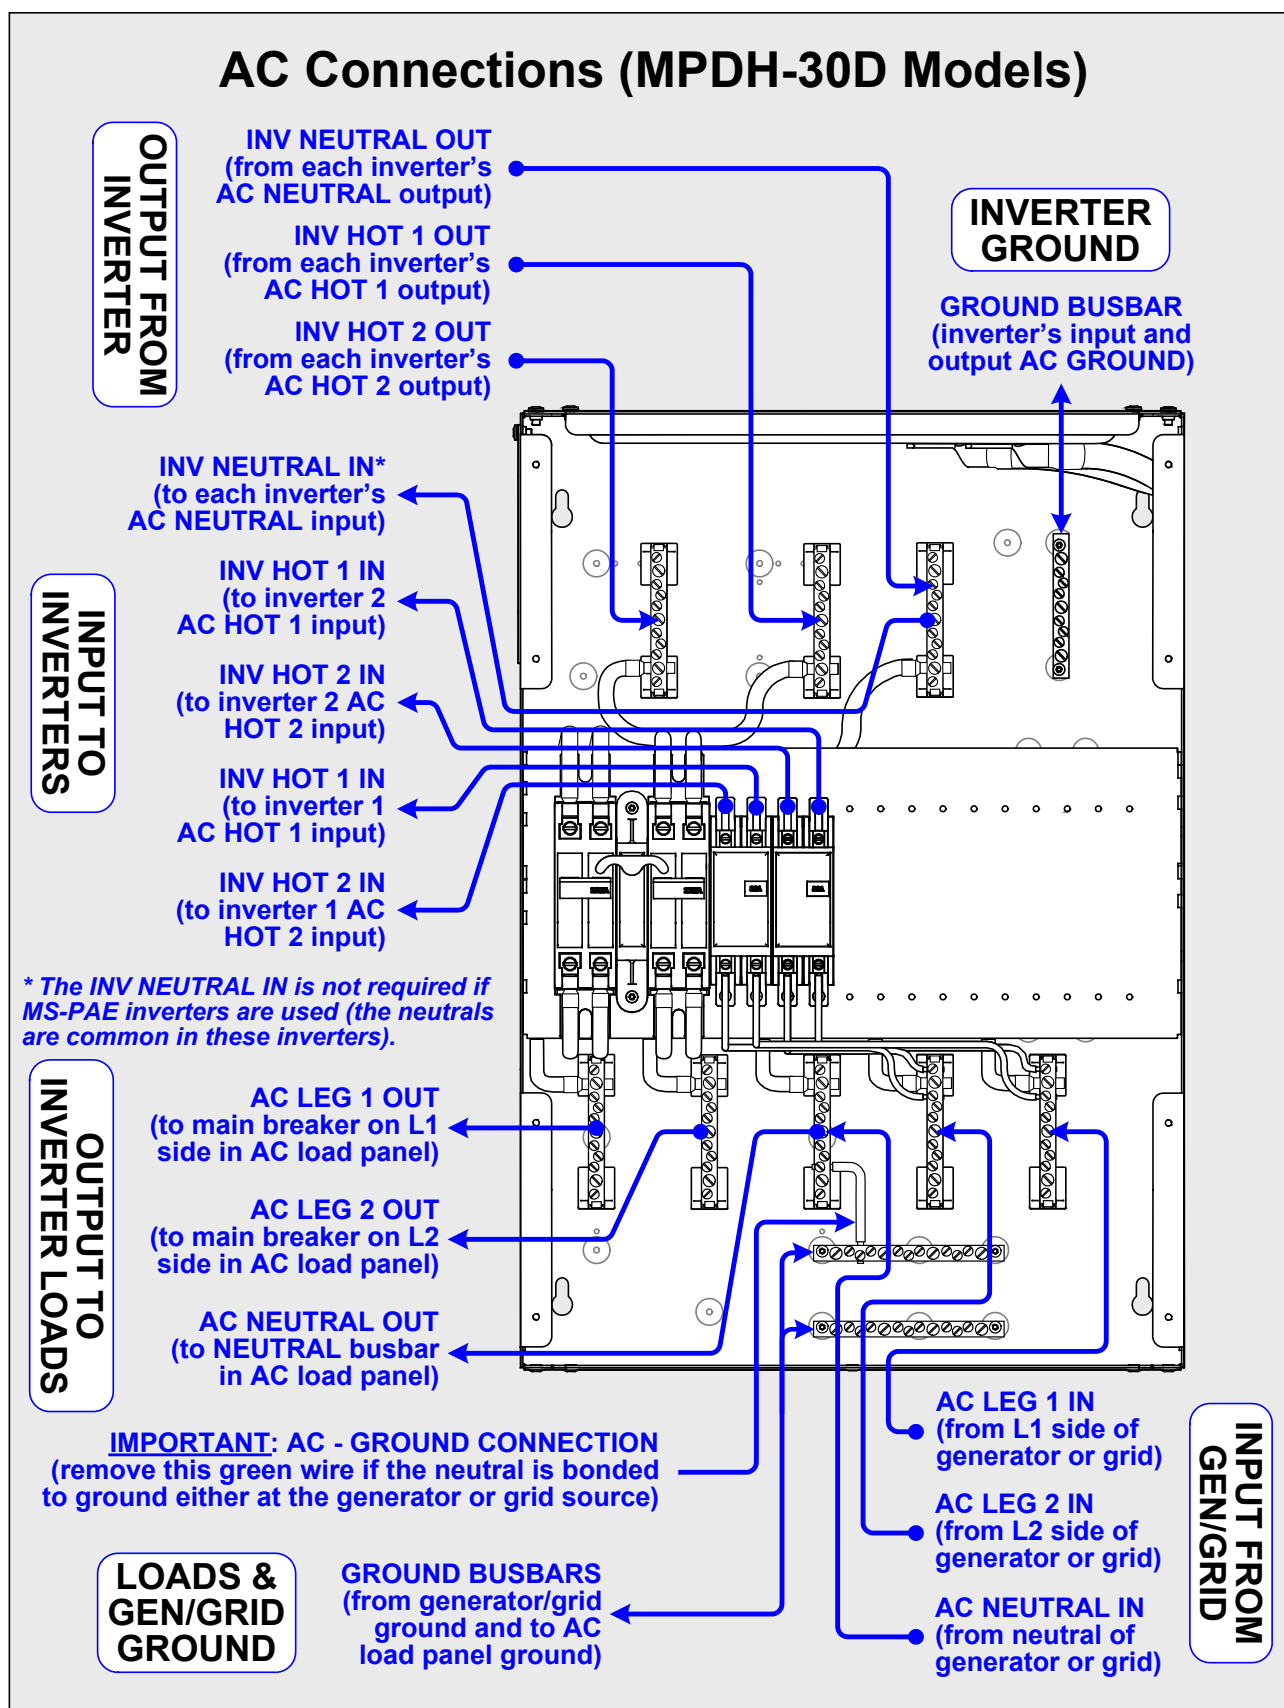 AC Connections (MPDH-30D Models)
OUTPUT FROM
INVERTER
INV NEUTRAL OUT
(from each inverter’s
AC NEUTRAL output)
INV HOT 1 OUT
(from each inverter’s
AC HOT 1 output)
INV HOT 2 OUT
(from each inverter’s
AC HOT 2 output)
INVERTER
GROUND
GROUND BUSBAR
(inverter’s input and
output AC GROUND)
INPUT TO
INVERTERS
INV NEUTRAL IN*
(to each inverter’s
AC NEUTRAL input)
INV HOT 1 IN
(to inverter 2
AC HOT 1 input)
INV HOT 2 IN
(to inverter 2 AC
HOT 2 input)
INV HOT 1 IN
(to inverter 1
AC HOT 1 input)
INV HOT 2 IN
(to inverter 1 AC
HOT 2 input)
* The INV NEUTRAL IN is not required if
MS-PAE inverters are used (the neutrals
are common in these inverters).
OUTPUT TO
INVERTER LOADS
AC LEG 1 OUT
(to main breaker on L1
side in AC load panel)
AC LEG 2 OUT
(to main breaker on L2
side in AC load panel)
AC NEUTRAL OUT
(to NEUTRAL busbar
in AC load panel)
IMPORTANT: AC - GROUND CONNECTION
(remove this green wire if the neutral is bonded
to ground either at the generator or grid source)
LOADS &
GEN/GRID
GROUND
GROUND BUSBARS
(from generator/grid
ground and to AC
load panel ground)
AC LEG 1 IN
(from L1 side of
generator or grid)
AC LEG 2 IN
(from L2 side of
generator or grid)
AC NEUTRAL IN
(from neutral of
generator or grid)
INPUT FROM
GEN/GRID